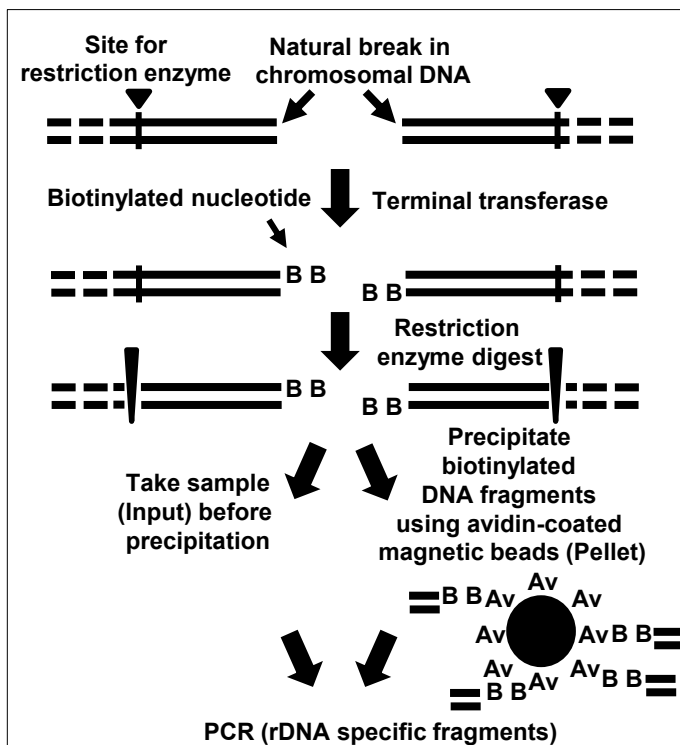 Site for
restriction enzyme
Natural break in
chromosomal DNA
Biotinylated nucleotide
Terminal transferase
B B
B B
Restriction
enzyme digest
B B
B B
Take sample
(Input) before
precipitation
Precipitate
biotinylated
DNA fragments
using avidin-coated
magnetic beads (Pellet)
Av
B B Av Av
Av Av B B
Av Av B B
B B Av
PCR (rDNA specific fragments)